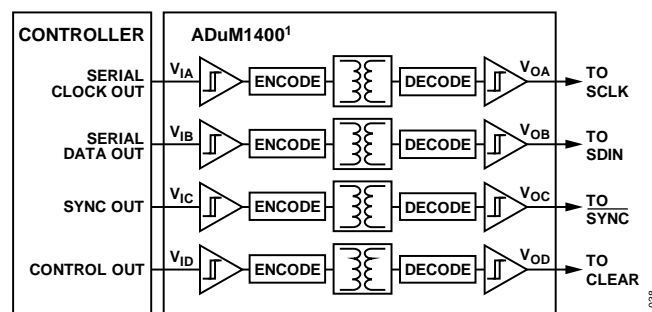 CONTROLLER
ADuM1400¹
SERIAL
CLOCK OUT
V_IA
ENCODE
DECODE
V_OA
TO
SCLK
SERIAL
DATA OUT
V_IB
ENCODE
DECODE
V_OB
TO
SDIN
SYNC OUT
V_IC
ENCODE
DECODE
V_OC
TO
SYNC
CONTROL OUT
V_ID
ENCODE
DECODE
V_OD
TO
CLEAR